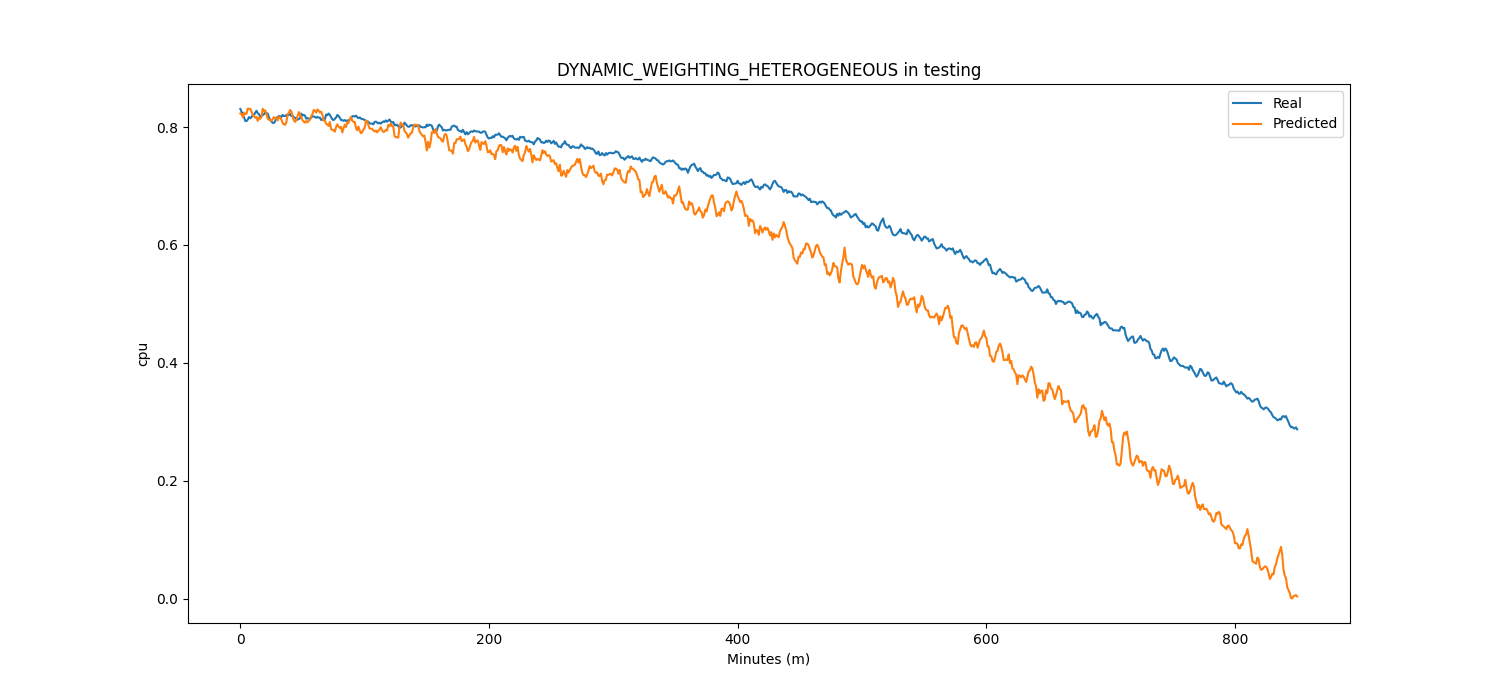 DYNAMIC_WEIGHTING_HETEROGENEOUS in testing
Real
Predicted
cpu
0.8
0.6
0.4
0.2
0.0
0
200
400
600
800
Minutes (m)